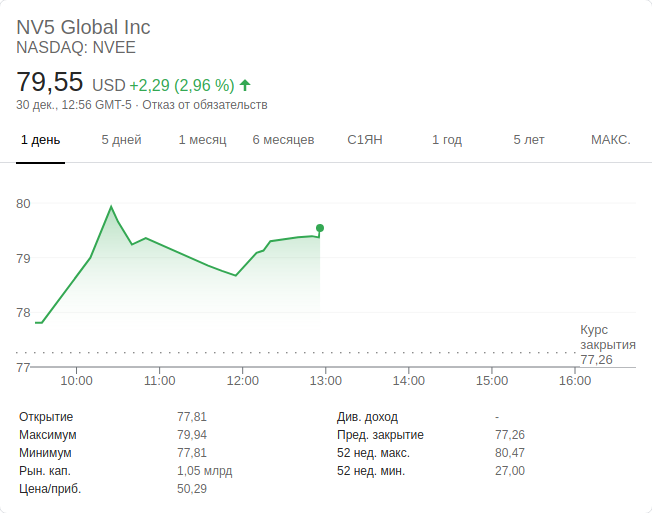 NV5 Global Inc
NASDAQ: NVEE
79,55 USD +2,29 (2,96 %)
30 дек., 12:56 GMT-5 · Отказ от обязательств
1 день 5 дней 1 месяц 6 месяцев С1ЯН 1 год 5 лет МАКС.
80
79
78
Курс
закрытия
77,26
77
10:00 11:00 12:00 13:00 14:00 15:00 16:00
Открытие 77,81 Див. доход -
Максимум 79,94 Пред. закрытие 77,26
Минимум 77,81 52 нед. макс. 80,47
Рын. кап. 1,05 млрд 52 нед. мин. 27,00
Цена/приб. 50,29